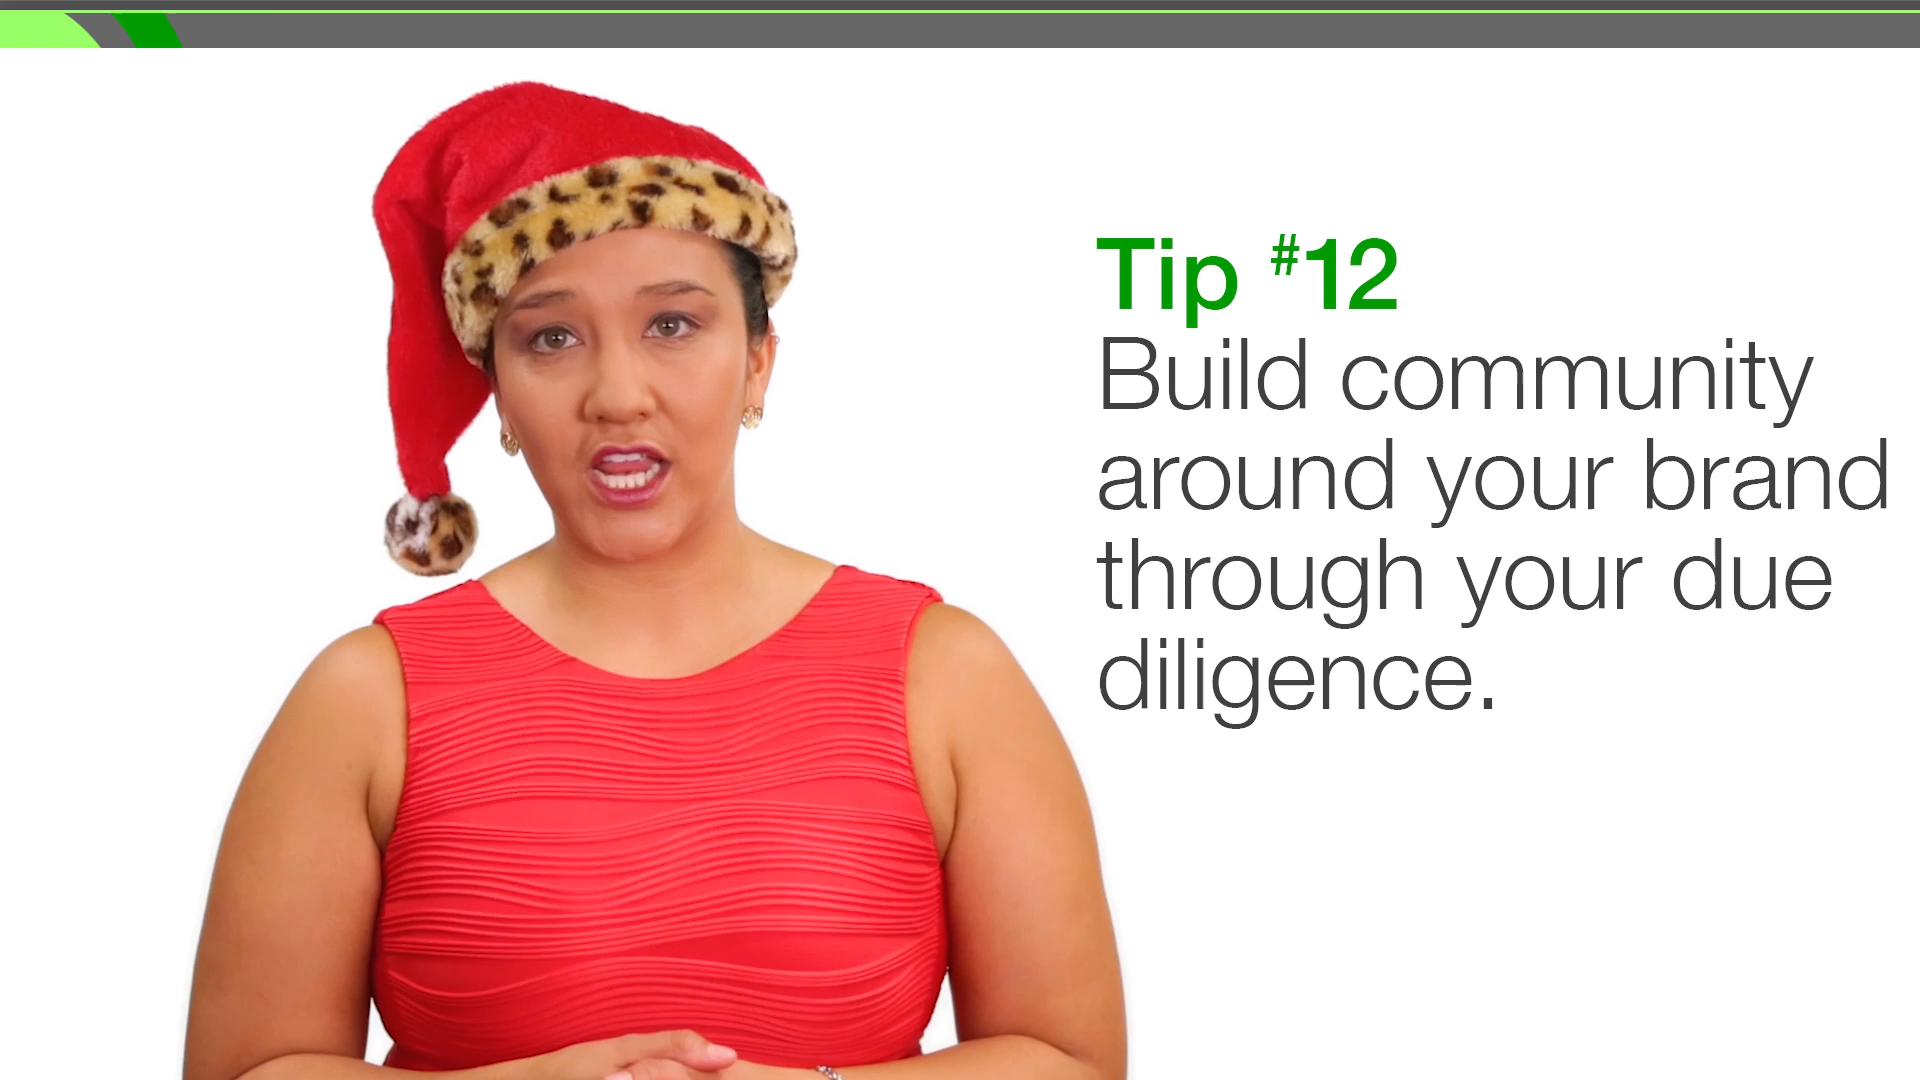 Tip #12
Build community
around your brand
through your due
diligence.